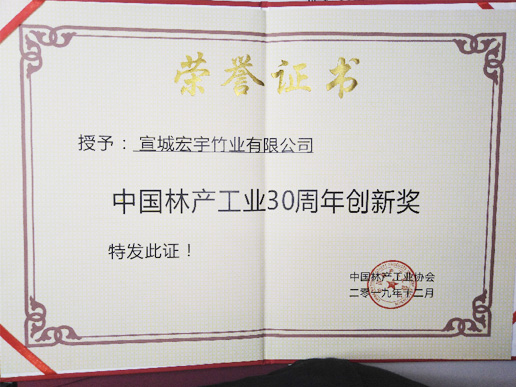 荣誉证书
授予：宣城宏宇竹业有限公司
中国林产工业30周年创新奖
特发此证！
中国林产工业协会
二零一九年十二月